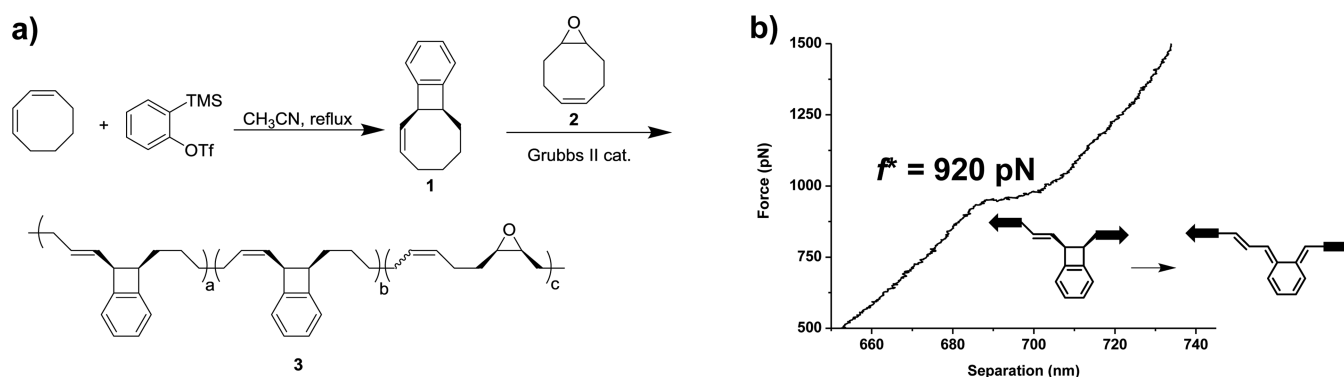 a)
TMS
OTf
+
CH₃CN, reflux
1
O
2
Grubbs II cat.
O
a
b
c
3
b)
1500
1250
1000
750
500
Force (pN)
f* = 920 pN
660
680
700
720
740
Separation (nm)